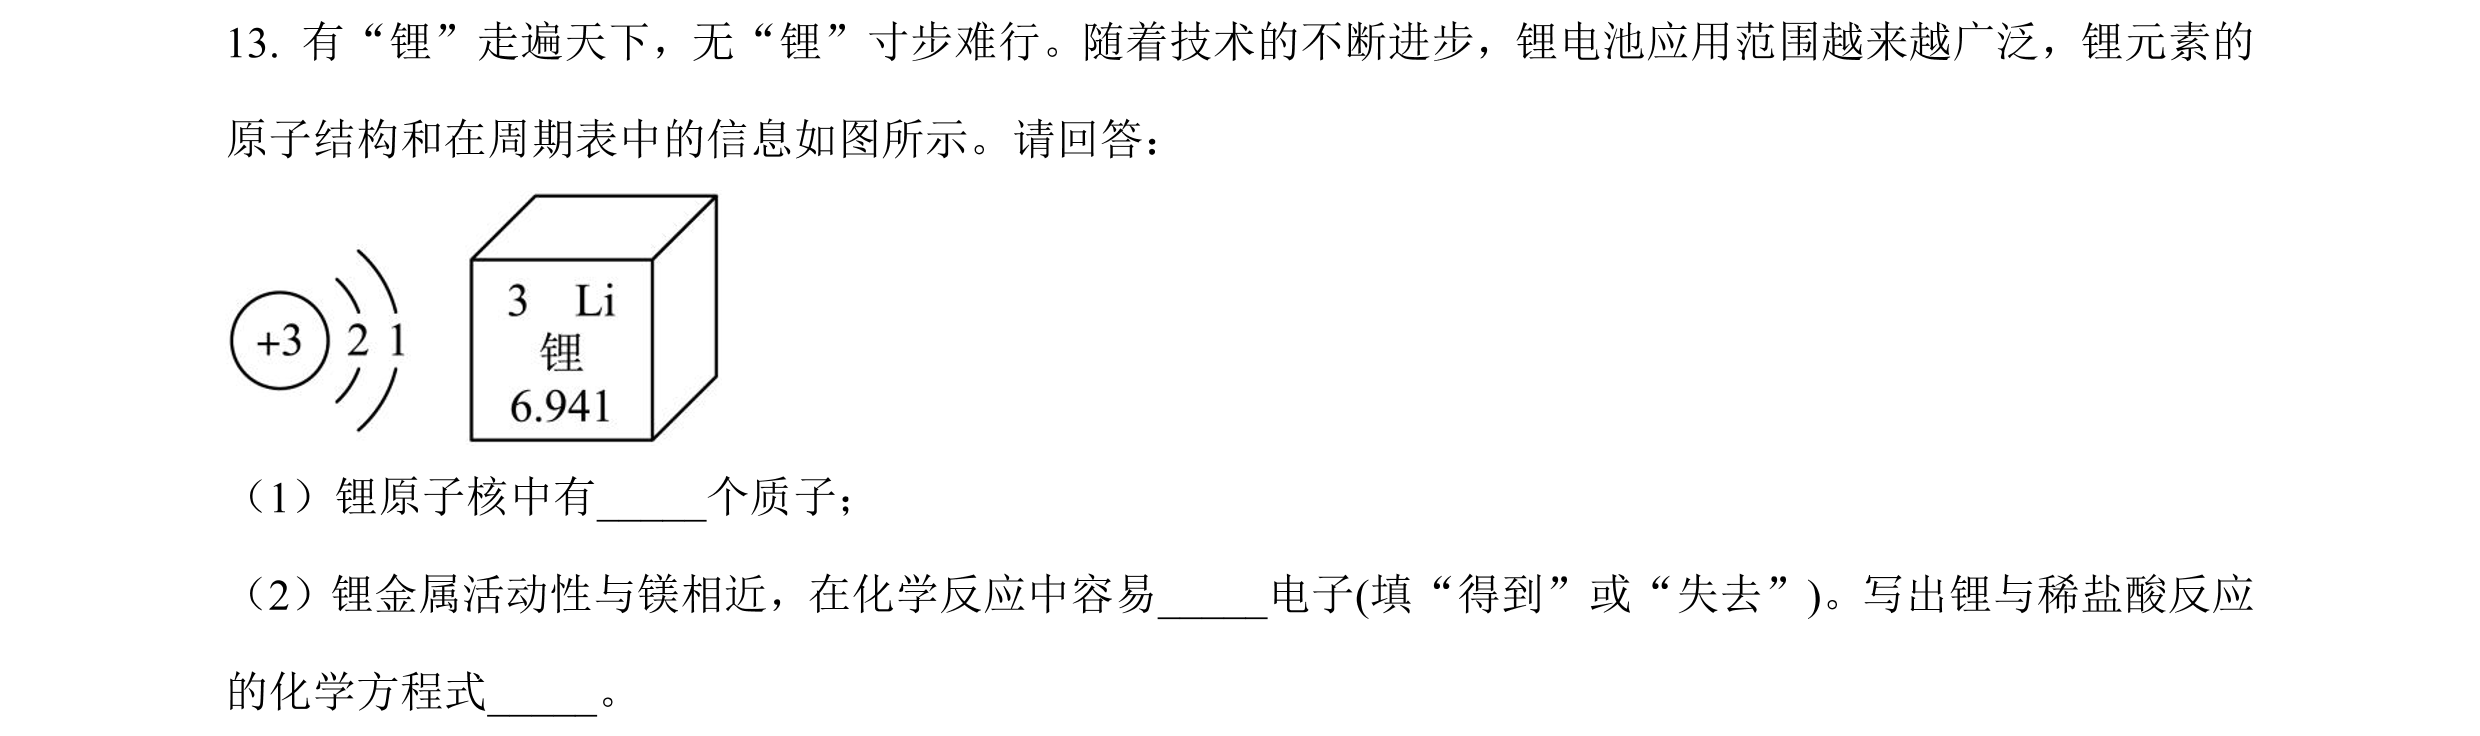 13. 有“锂”走遍天下，无“锂”寸步难行。随着技术的不断进步，锂电池应用范围越来越广泛，锂元素的
原子结构和在周期表中的信息如图所示。请回答：
+3 2 1
3 Li
锂
6.941
（1）锂原子核中有_____个质子；
（2）锂金属活动性与镁相近，在化学反应中容易_____电子(填“得到”或“失去”)。写出锂与稀盐酸反应
的化学方程式_____。